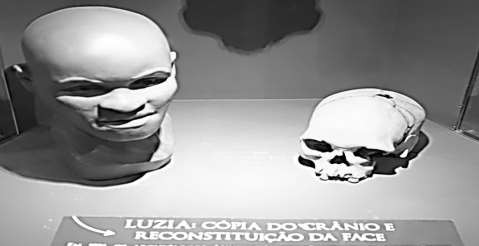 LUZIA: CÓPIA DO CRÂNIO E
RECONSTITUIÇÃO DA FACE